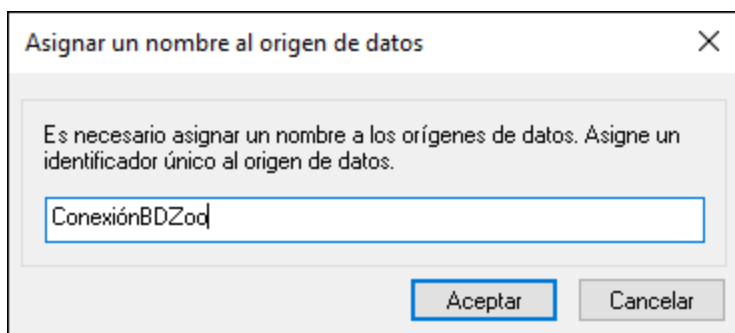 Asignar un nombre al origen de datos
Es necesario asignar un nombre a los orígenes de datos. Asigne un
identificador único al origen de datos.
ConexiónBDZoo
Aceptar
Cancelar